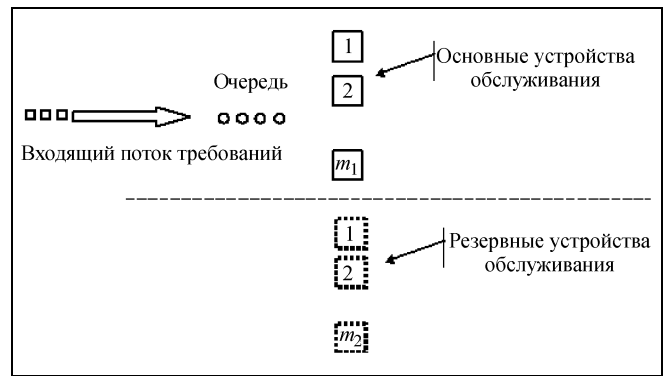 1
Основные устройства
обслуживания
Очередь
2
Входящий поток требований
m1
1
Резервные устройства
2
обслуживания
m2